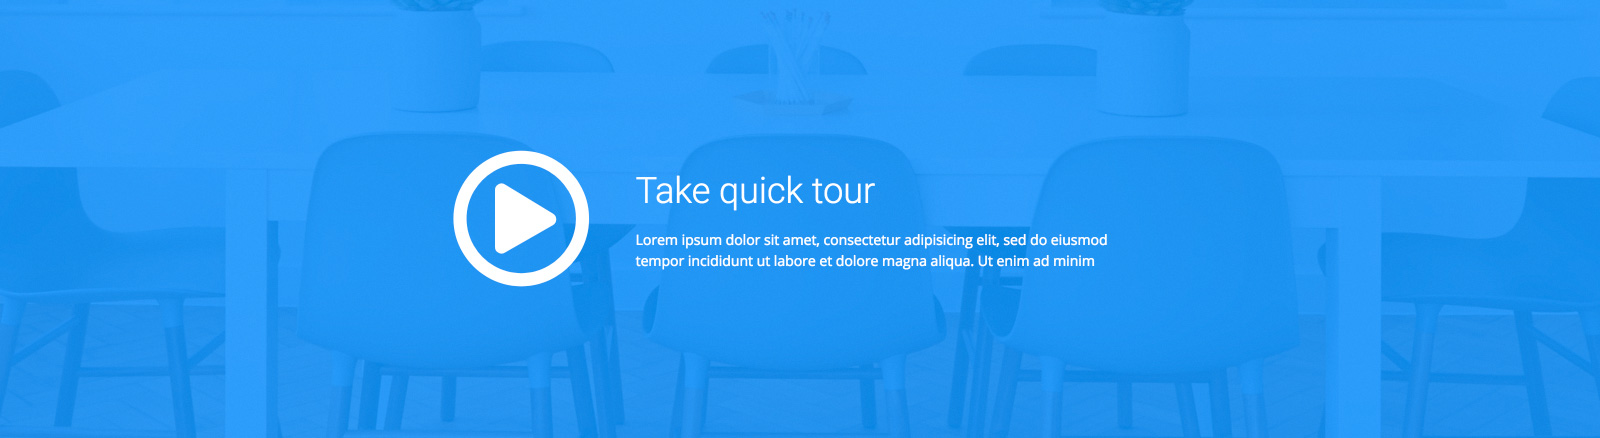 Take quick tour
Lorem ipsum dolor sit amet, consectetur adipisicing elit, sed do eiusmod
tempor incididunt ut labore et dolore magna aliqua. Ut enim ad minim